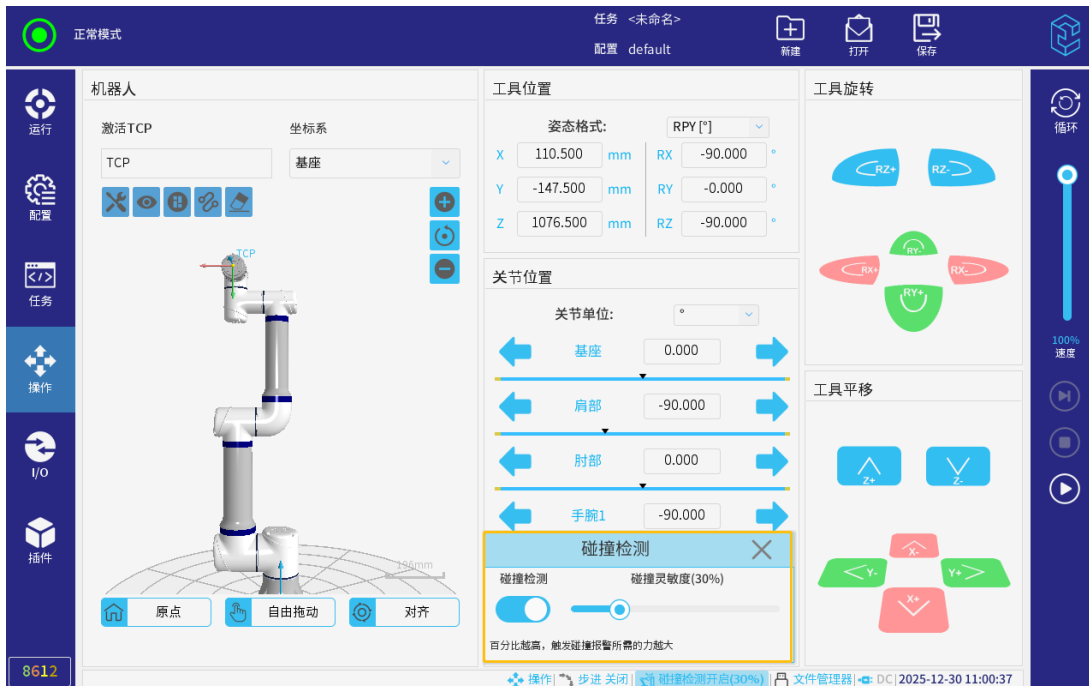 正常模式
任务 <未命名>
配置 default
新建
打开
保存
运行
配置
任务
操作
I/O
插件
8612
机器人
激活TCP
坐标系
TCP
基座
TCP
196mm
原点
自由拖动
对齐
工具位置
姿态格式: RPY [°]
X 110.500 mm RX -90.000 °
Y -147.500 mm RY -0.000 °
Z 1076.500 mm RZ -90.000 °
关节位置
关节单位: °
基座 0.000
肩部 -90.000
肘部 0.000
手腕1 -90.000
碰撞检测
碰撞检测 碰撞灵敏度(30%)
百分比越高，触发碰撞报警所需的力越大
工具旋转
RZ+ RZ-
RY-
RX+ RX-
RY+
工具平移
Z+ Z-
X-
Y- Y+
X+
循环
100%
速度
操作| 步进 关闭| 碰撞检测开启(30%) | 文件管理器| DC| 2025-12-30 11:00:37